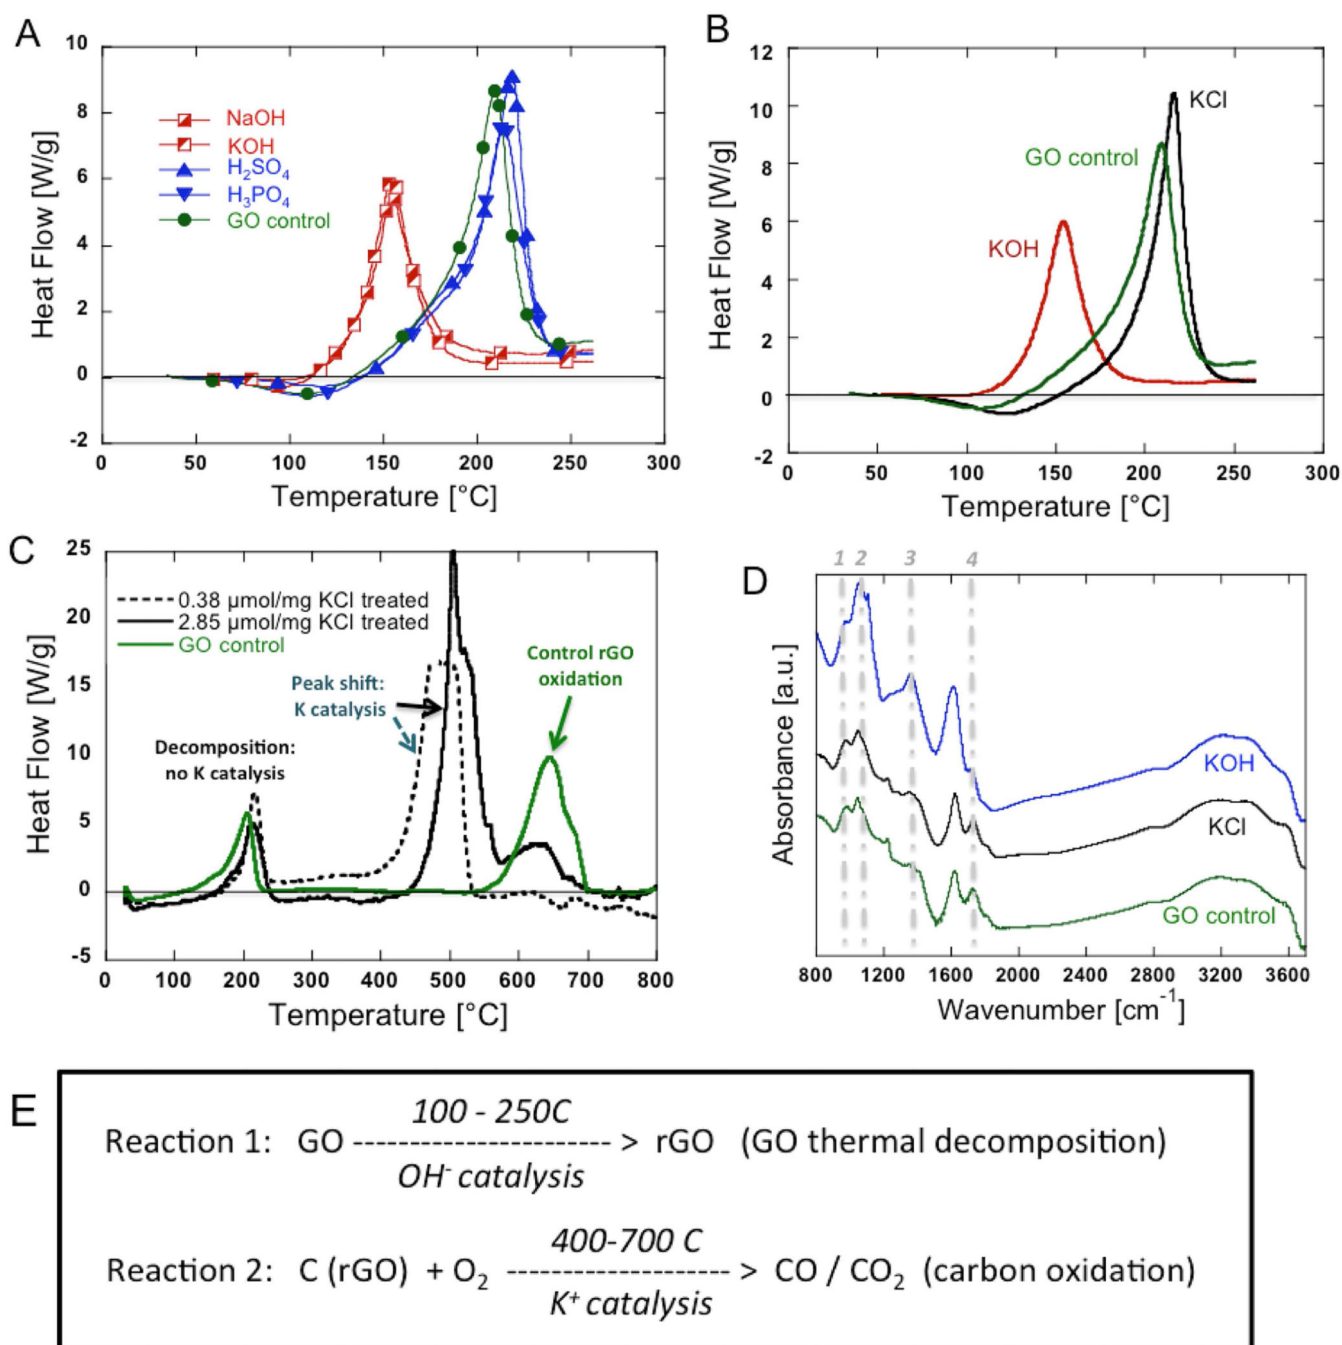 A
10
8
6
4
2
0
-2
Heat Flow [W/g]
NaOH
KOH
H₂SO₄
H₃PO₄
GO control
0 50 100 150 200 250 300
Temperature [°C]
B
12
10
8
6
4
2
0
-2
Heat Flow [W/g]
KCl
GO control
KOH
0 50 100 150 200 250 300
Temperature [°C]
C
25
20
15
10
5
0
-5
Heat Flow [W/g]
0.38 µmol/mg KCl treated
2.85 µmol/mg KCl treated
GO control
Peak shift:
K catalysis
Control rGO
oxidation
Decomposition:
no K catalysis
0 100 200 300 400 500 600 700 800
Temperature [°C]
D
1 2 3 4
Absorbance [a.u.]
KOH
KCl
GO control
800 1200 1600 2000 2400 2800 3200 3600
Wavenumber [cm⁻¹]
E
100 - 250C
Reaction 1: GO ----------------------- > rGO (GO thermal decomposition)
OH⁻ catalysis
400-700 C
Reaction 2: C (rGO) + O₂ -------------------- > CO / CO₂ (carbon oxidation)
K⁺ catalysis